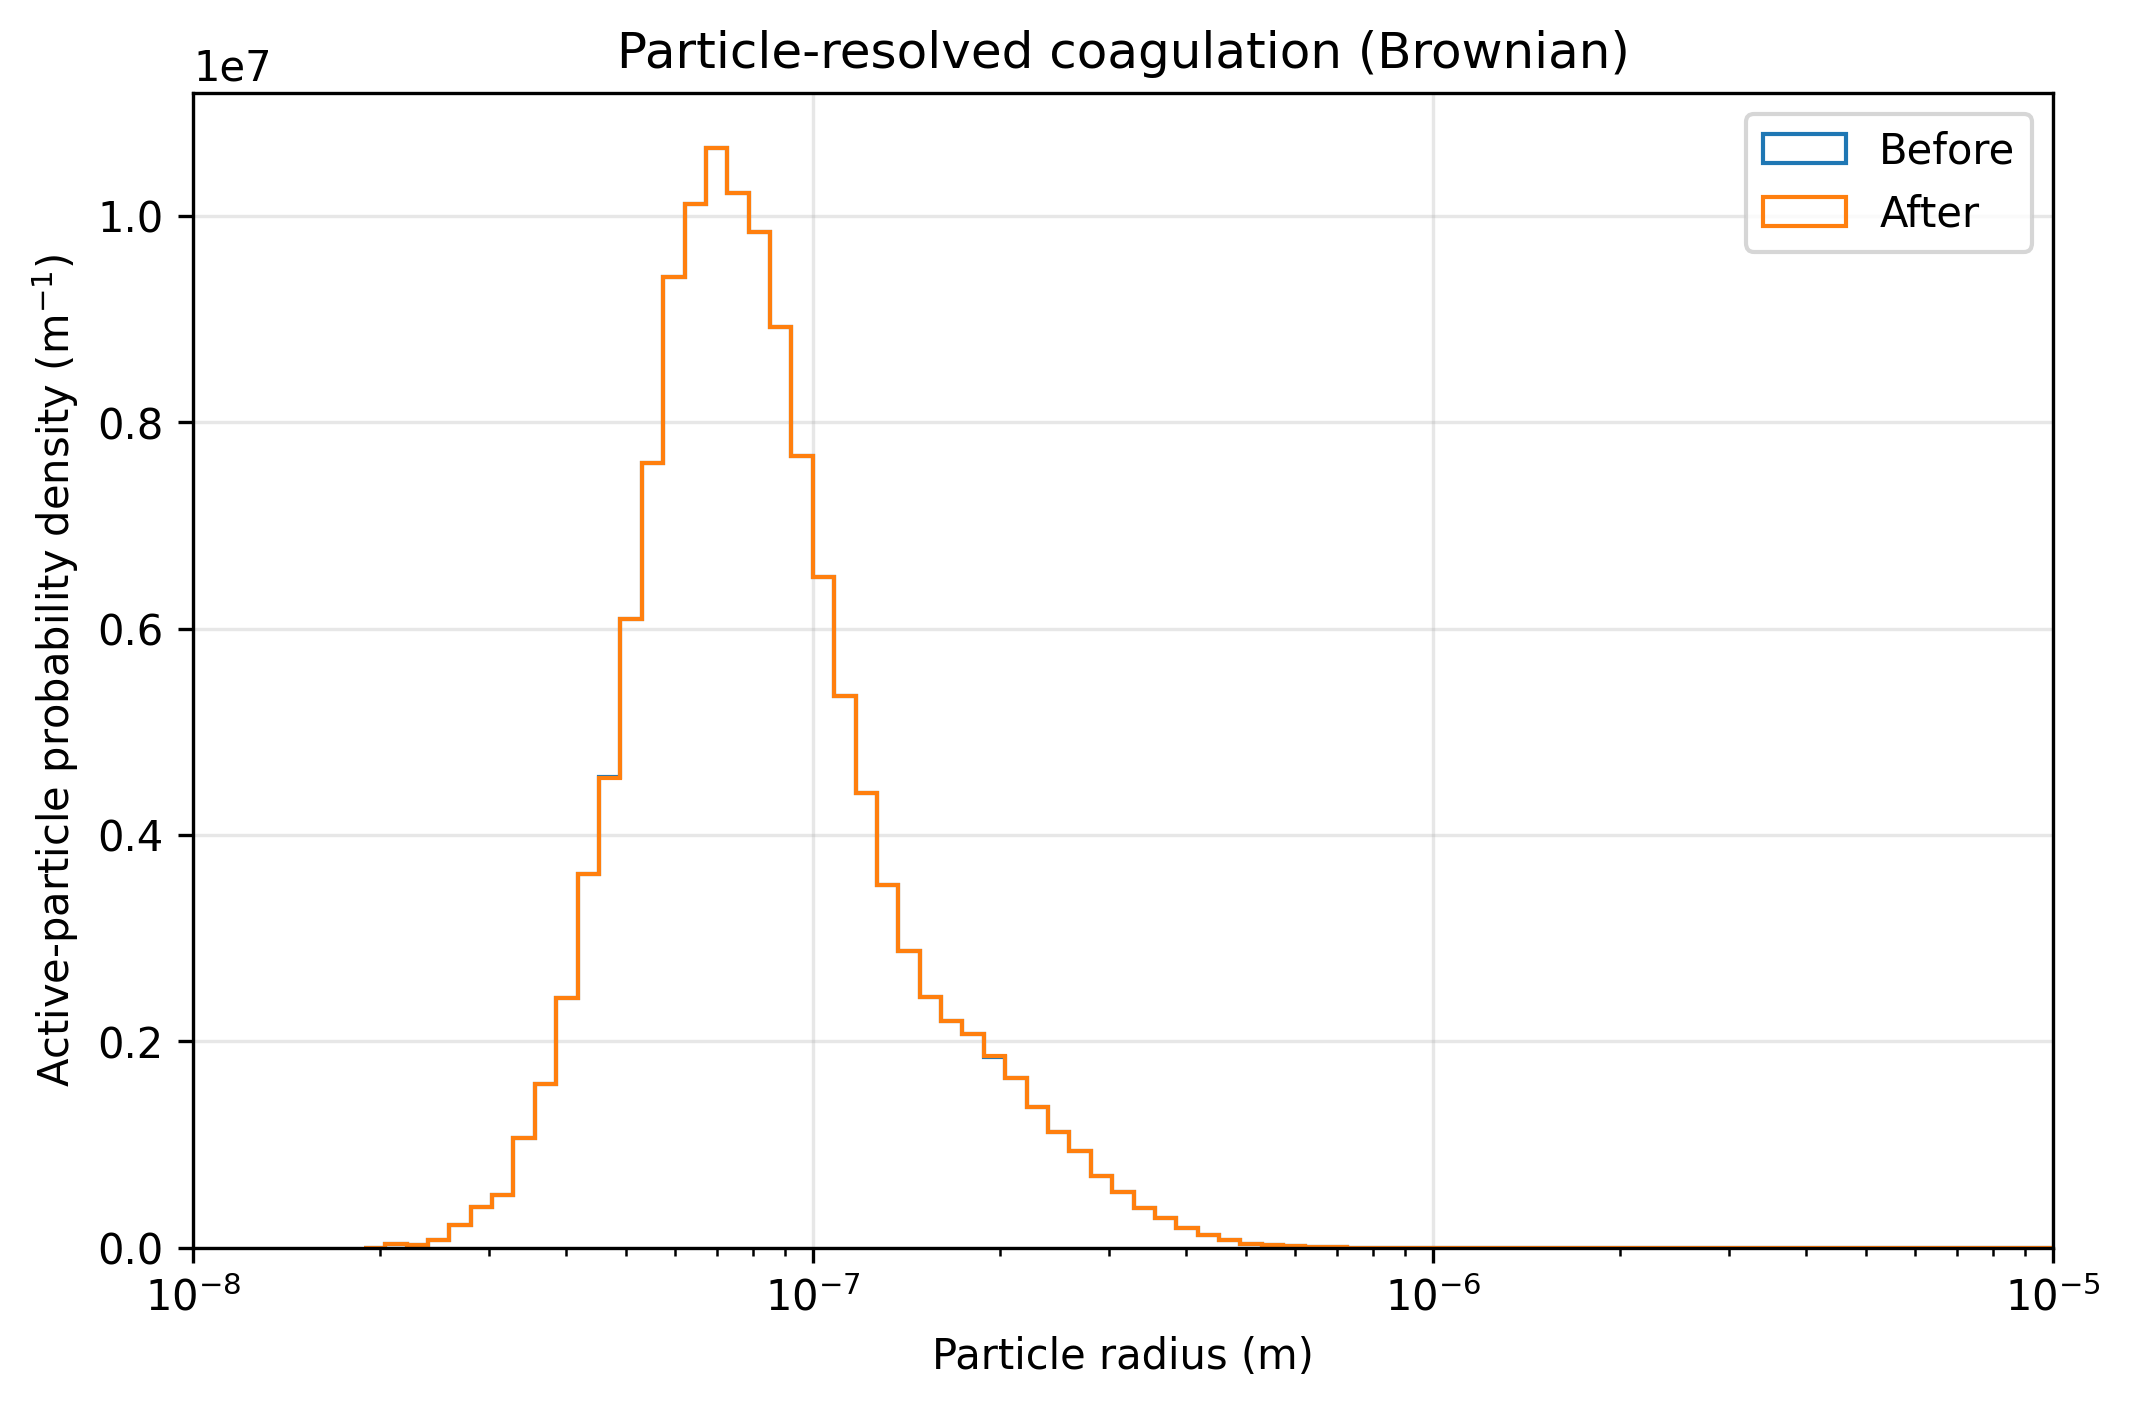 Particle-resolved coagulation (Brownian)
1e7
Before
After
Active-particle probability density (m⁻¹)
1.0
0.8
0.6
0.4
0.2
0.0
10⁻⁸ 10⁻⁷ 10⁻⁶ 10⁻⁵
Particle radius (m)